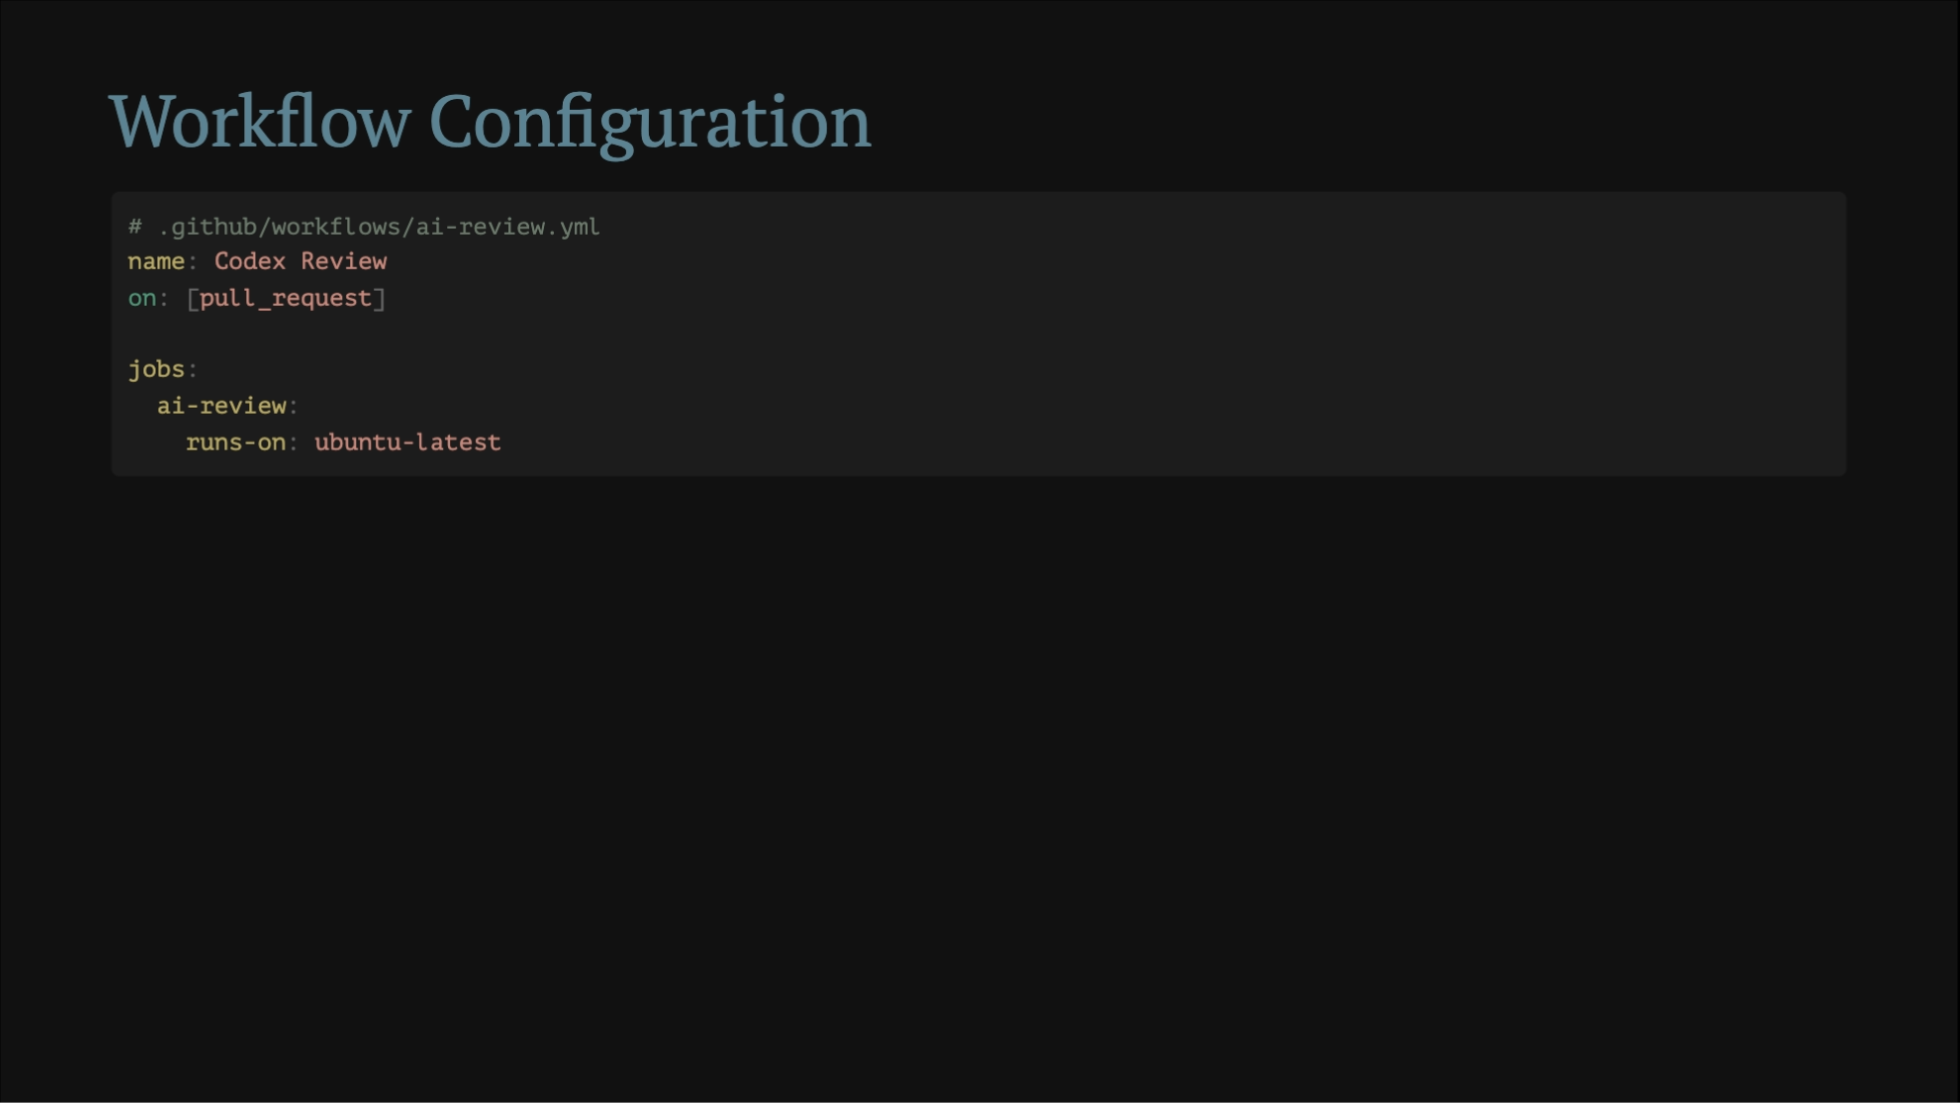 Workflow Configuration
# .github/workflows/ai-review.yml
name: Codex Review
on: [pull_request]

jobs:
  ai-review:
    runs-on: ubuntu-latest